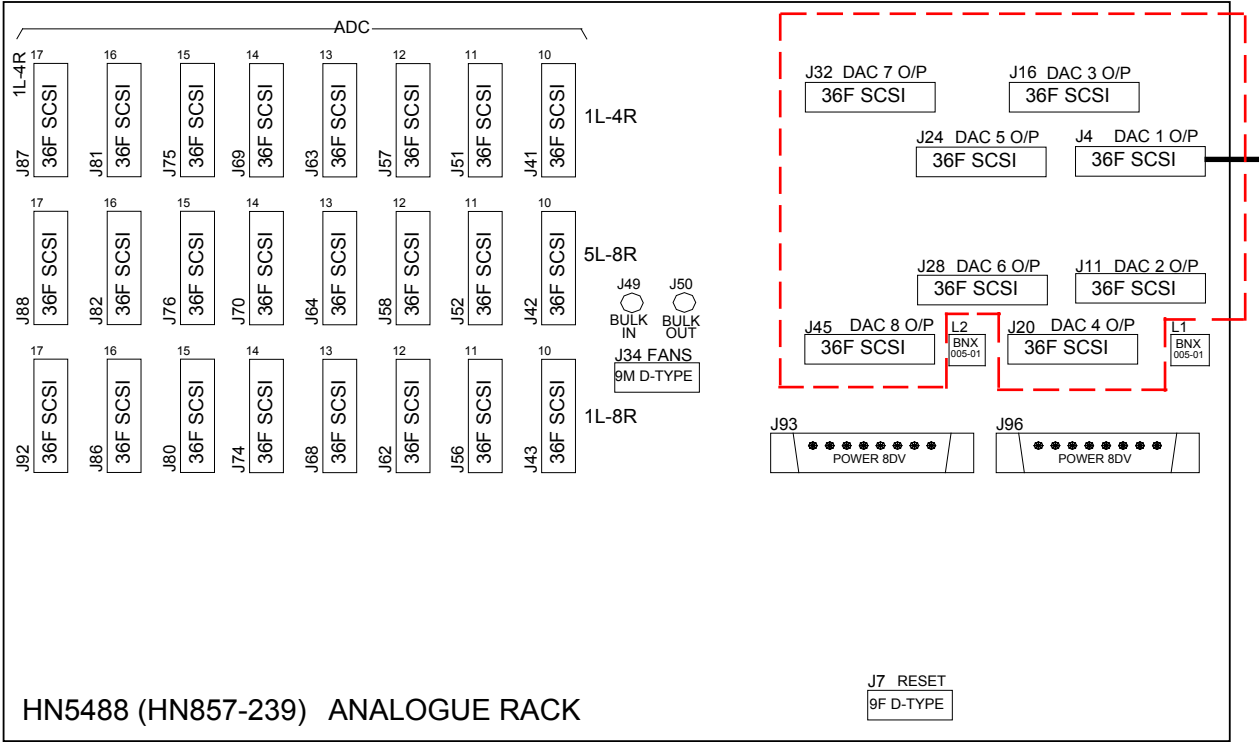 ADC
1L-4R
17 16 15 14 13 12 11 10
J87 36F SCSI J81 36F SCSI J75 36F SCSI J69 36F SCSI J63 36F SCSI J57 36F SCSI J51 36F SCSI J41 36F SCSI
1L-4R
17 16 15 14 13 12 11 10
J88 36F SCSI J82 36F SCSI J76 36F SCSI J70 36F SCSI J64 36F SCSI J58 36F SCSI J52 36F SCSI J42 36F SCSI
5L-8R
17 16 15 14 13 12 11 10
J92 36F SCSI J86 36F SCSI J80 36F SCSI J74 36F SCSI J68 36F SCSI J62 36F SCSI J56 36F SCSI J43 36F SCSI
1L-8R
J49 J50
BULK IN
BULK OUT
J34 FANS
9M D-TYPE
J32 DAC 7 O/P
36F SCSI
J16 DAC 3 O/P
36F SCSI
J24 DAC 5 O/P
36F SCSI
J4 DAC 1 O/P
36F SCSI
J28 DAC 6 O/P
36F SCSI
J11 DAC 2 O/P
36F SCSI
J45 DAC 8 O/P
36F SCSI
L2
BNX
005-01
J20 DAC 4 O/P
36F SCSI
L1
BNX
005-01
J93
POWER 8DV
J96
POWER 8DV
J7 RESET
9F D-TYPE
HN5488 (HN857-239) ANALOGUE RACK